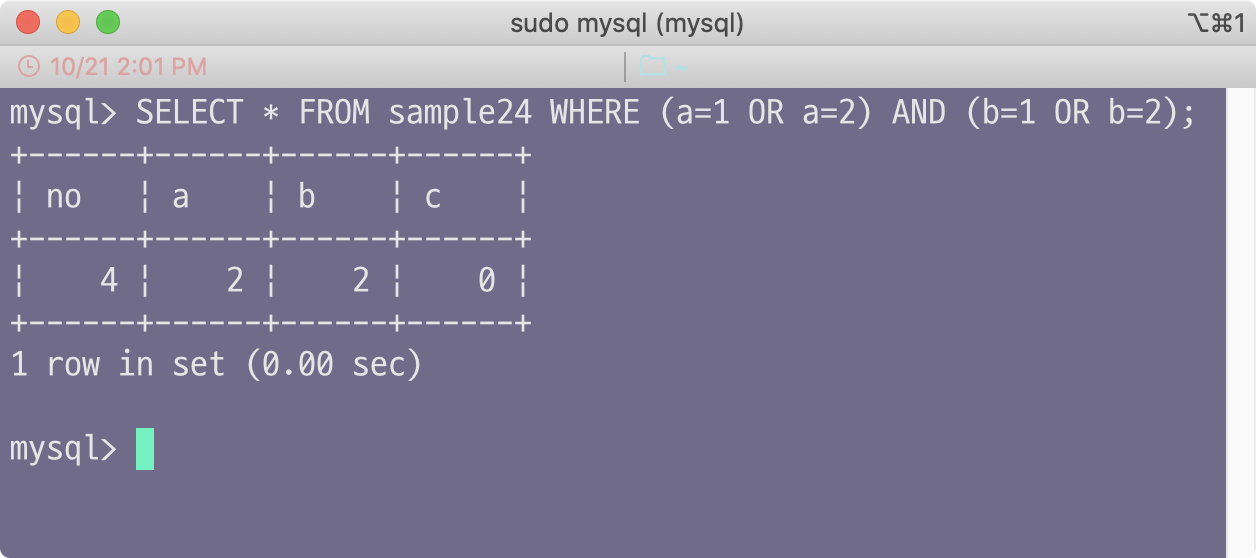 sudo mysql (mysql)
⌥⌘1
10/21 2:01 PM
~
mysql> SELECT * FROM sample24 WHERE (a=1 OR a=2) AND (b=1 OR b=2);
+------+------+------+------+
| no   | a    | b    | c    |
+------+------+------+------+
|    4 |    2 |    2 |    0 |
+------+------+------+------+
1 row in set (0.00 sec)
mysql>